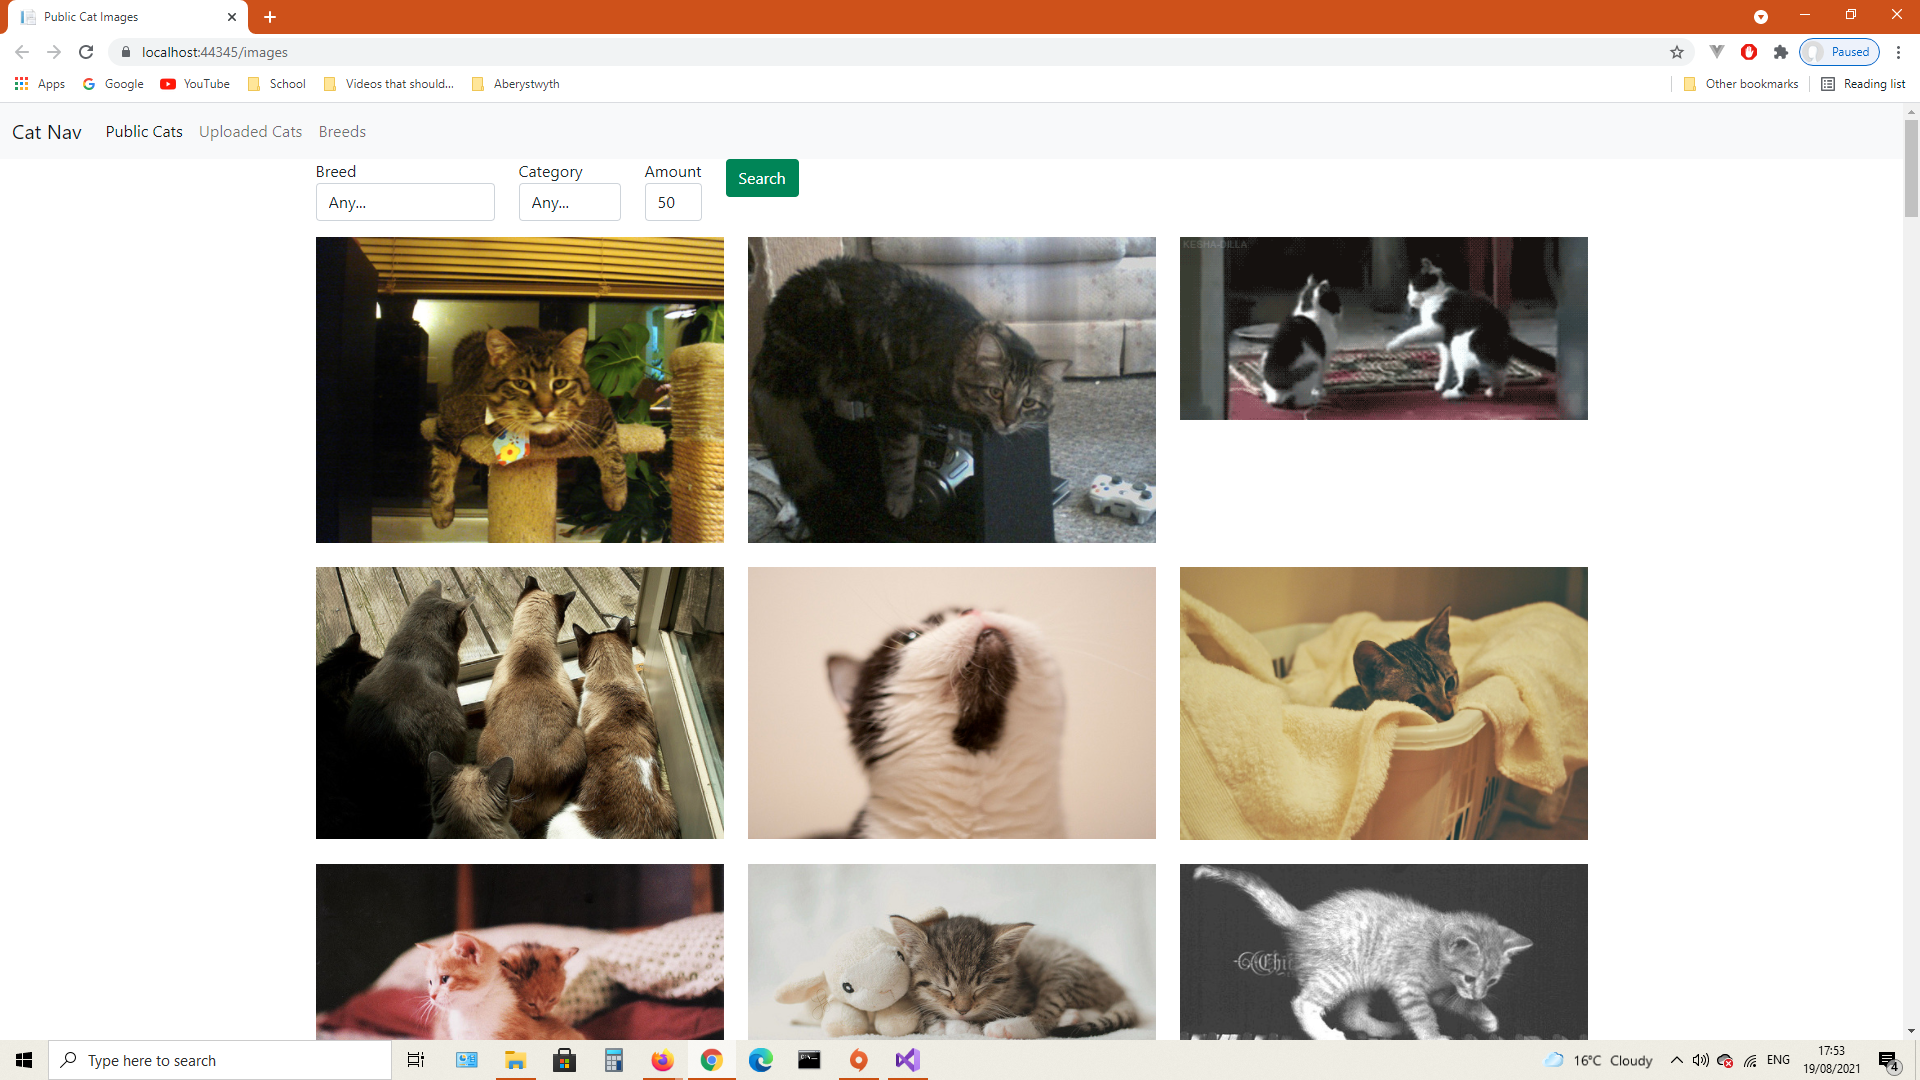 Public Cat Images
localhost:44345/images
Paused
Apps Google YouTube School Videos that should... Aberystwyth Other bookmarks Reading list
Cat Nav Public Cats Uploaded Cats Breeds
Breed Category Amount
Any... Any... 50 Search
KESHA-DILLA
Type here to search
16°C Cloudy ENG
17:53
19/08/2021
4